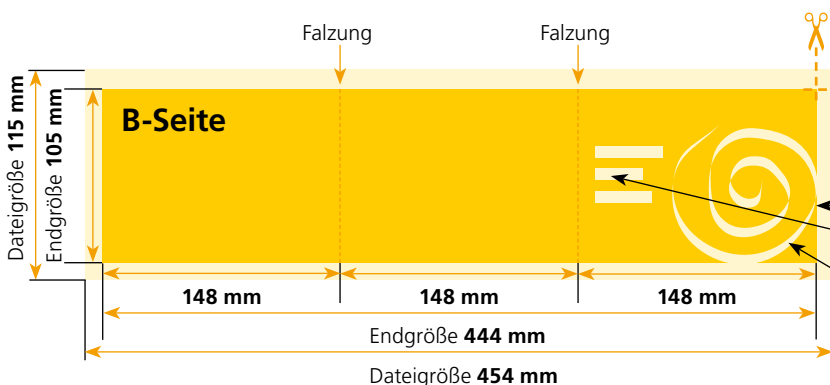 Falzung
Falzung
B-Seite
Dateigröße 115 mm
Endgröße 105 mm
148 mm
148 mm
148 mm
Endgröße 444 mm
Dateigröße 454 mm